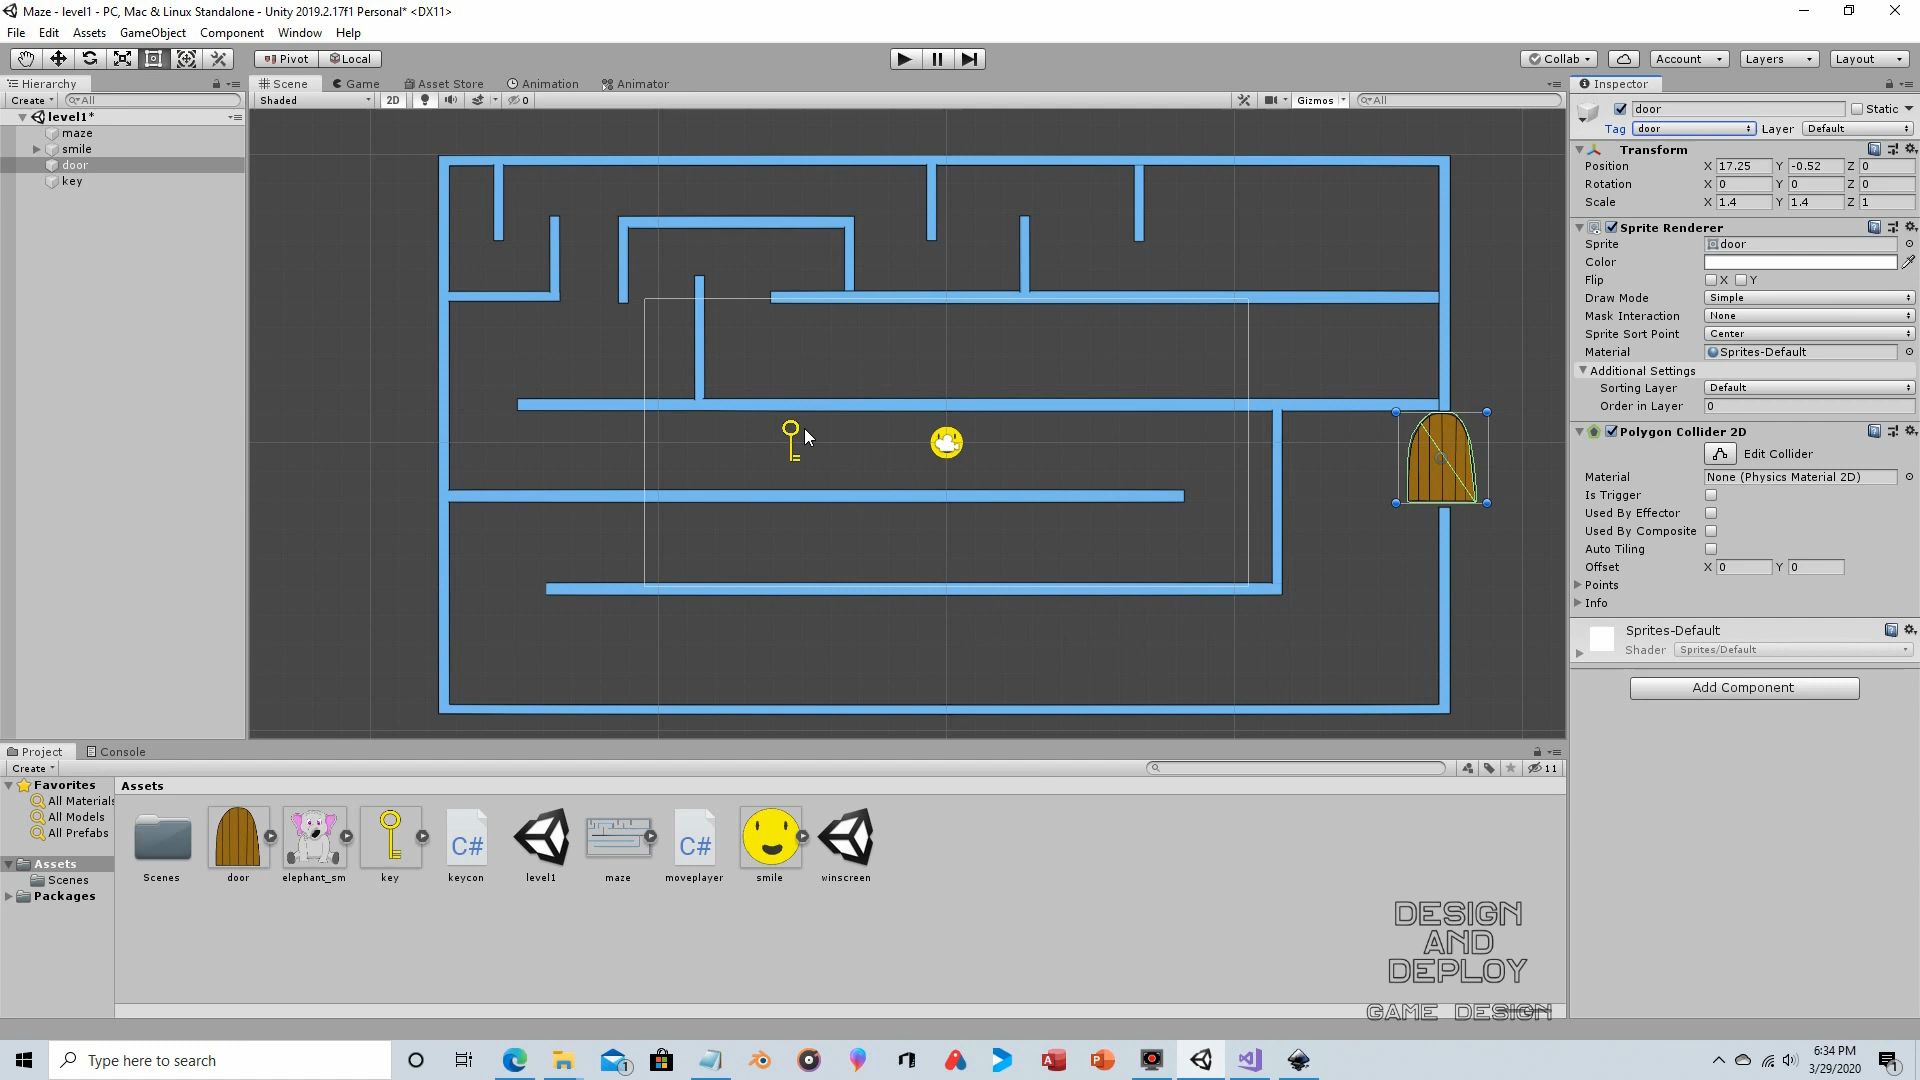 Maze - level1 - PC, Mac & Linux Standalone - Unity 2019.2.17f1 Personal* <DX11>
File Edit Assets GameObject Component Window Help
Pivot Local Collab Account Layers Layout
Hierarchy Scene Game Asset Store Animation Animator Inspector
Create All Shaded 2D 0 Gizmos All
level1*
maze
smile
door
key
door Static
Tag door Layer Default
Transform
Position X 17.25 Y -0.52 Z 0
Rotation X 0 Y 0 Z 0
Scale X 1.4 Y 1.4 Z 1
Sprite Renderer
Sprite door
Color
Flip X Y
Draw Mode Simple
Mask Interaction None
Sprite Sort Point Center
Material Sprites-Default
Additional Settings
Sorting Layer Default
Order in Layer 0
Polygon Collider 2D
Edit Collider
Material None (Physics Material 2D)
Is Trigger
Used By Effector
Used By Composite
Auto Tiling
Offset X 0 Y 0
Points
Info
Sprites-Default
Shader Sprites/Default
Add Component
Project Console
Create 11
Favorites
All Materials
All Models
All Prefabs
Assets
Scenes
Packages
Assets
C# C#
Scenes door elephant_sm key keycon level1 maze moveplayer smile winscreen
DESIGN
AND
DEPLOY
GAME DESIGN
Type here to search
1
6:34 PM
3/29/2020
1